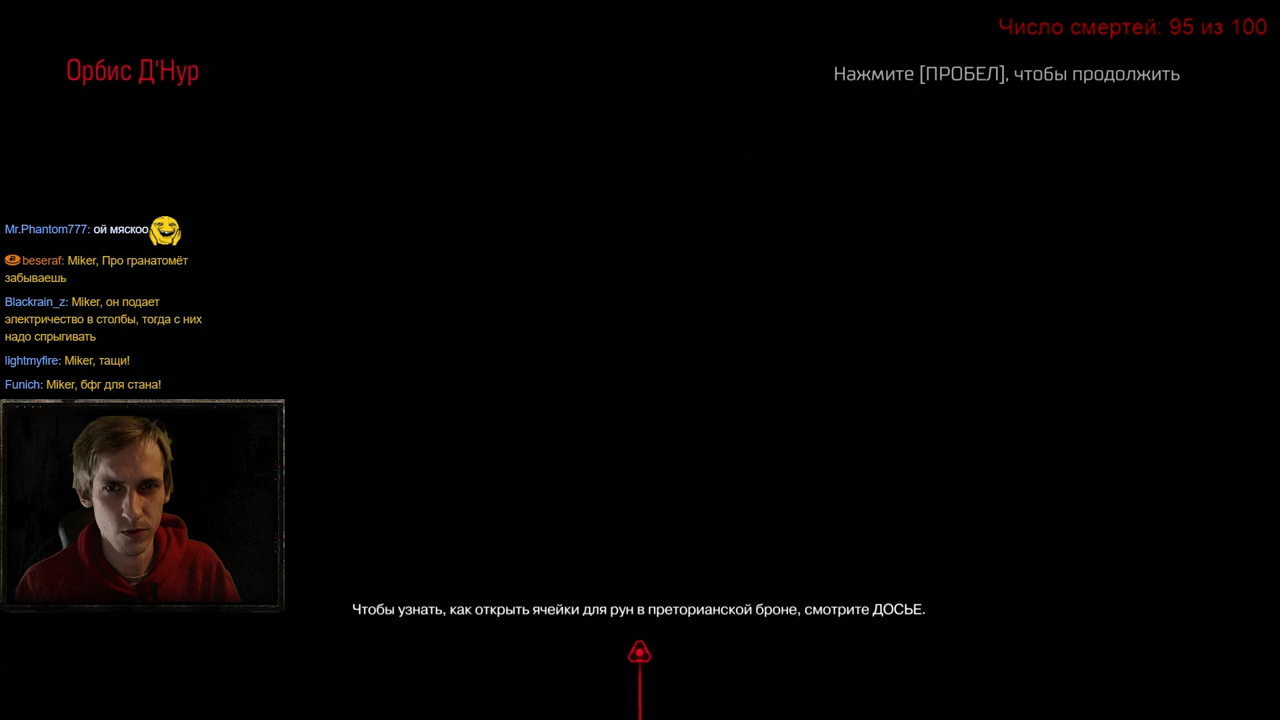 Число смертей: 95 из 100
Орбис Д'Нур
Нажмите [ПРОБЕЛ], чтобы продолжить
Mr.Phantom777: ой мяскоо
beseraf: Miker, Про гранатомёт
забываешь
Blackrain_z: Miker, он подает
электричество в столбы, тогда с них
надо спрыгивать
lightmyfire: Miker, тащи!
Funich: Miker, бфг для стана!
Чтобы узнать, как открыть ячейки для рун в преторианской броне, смотрите ДОСЬЕ.